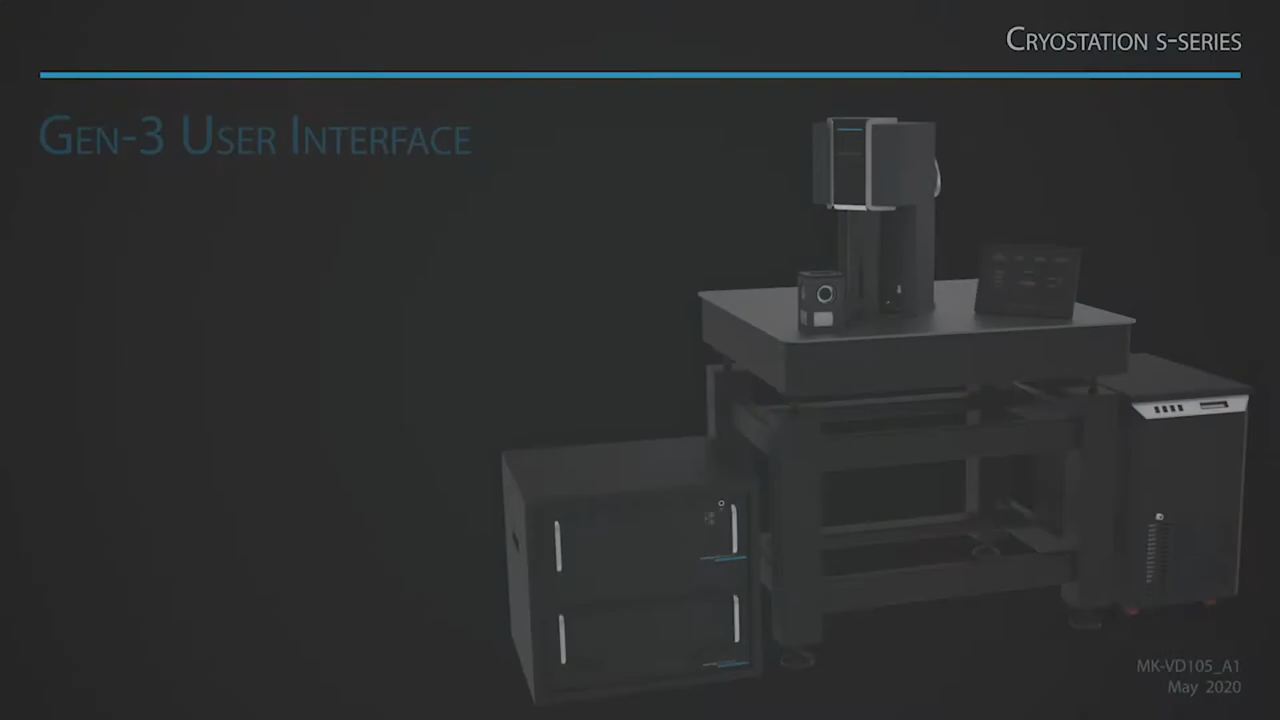 Cryostation s-series
Gen-3 User Interface
MK-VD105_A1
May 2020